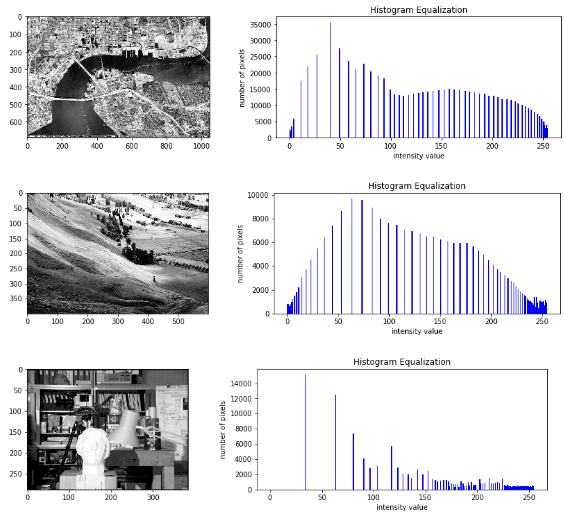 Histogram Equalization
0
100
200
300
400
500
600
0 200 400 600 800 1000
number of pixels
35000
30000
25000
20000
15000
10000
5000
0
0 50 100 150 200 250
intensity value
Histogram Equalization
0
50
100
150
200
250
300
350
0 100 200 300 400 500
number of pixels
10000
8000
6000
4000
2000
0
0 50 100 150 200 250
intensity value
Histogram Equalization
0
50
100
150
200
250
0 100 200 300
number of pixels
14000
12000
10000
8000
6000
4000
2000
0
0 50 100 150 200 250
intensity value